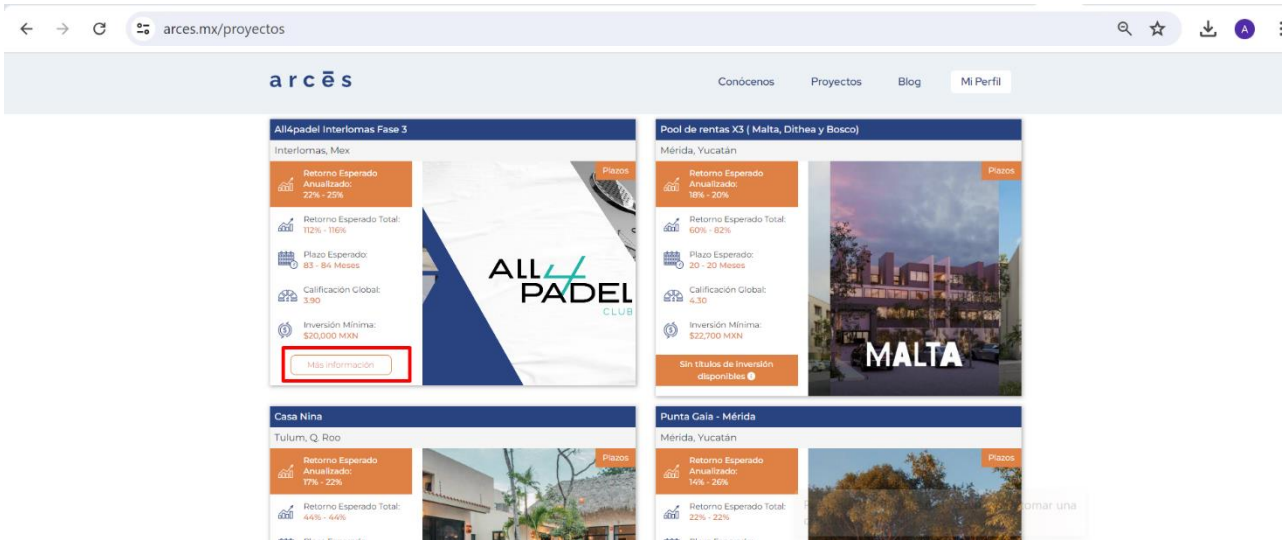 arces.mx/proyectos
A
arcēs
Conócenos
Proyectos
Blog
Mi Perfil
All4padel Interlomas Fase 3
Interlomas, Mex
Retorno Esperado
Anualizado:
22% - 25%
Retorno Esperado Total:
112% - 116%
Plazo Esperado:
83 - 84 Meses
Calificación Global:
3.90
Inversión Mínima:
$20,000 MXN
Más información
Plazos
ALL4
PADEL
CLUB
Pool de rentas X3 ( Malta, Dithea y Bosco)
Mérida, Yucatán
Retorno Esperado
Anualizado:
18% - 20%
Retorno Esperado Total:
60% - 82%
Plazo Esperado:
20 - 20 Meses
Calificación Global:
4.30
Inversión Mínima:
$22,700 MXN
Sin títulos de inversión
disponibles
Plazos
MALTA
Casa Nina
Tulum, Q. Roo
Retorno Esperado
Anualizado:
17% - 22%
Retorno Esperado Total:
44% - 44%
Plazos
Punta Gaia - Mérida
Mérida, Yucatán
Retorno Esperado
Anualizado:
14% - 26%
Retorno Esperado Total:
22% - 22%
Plazos
tomar una